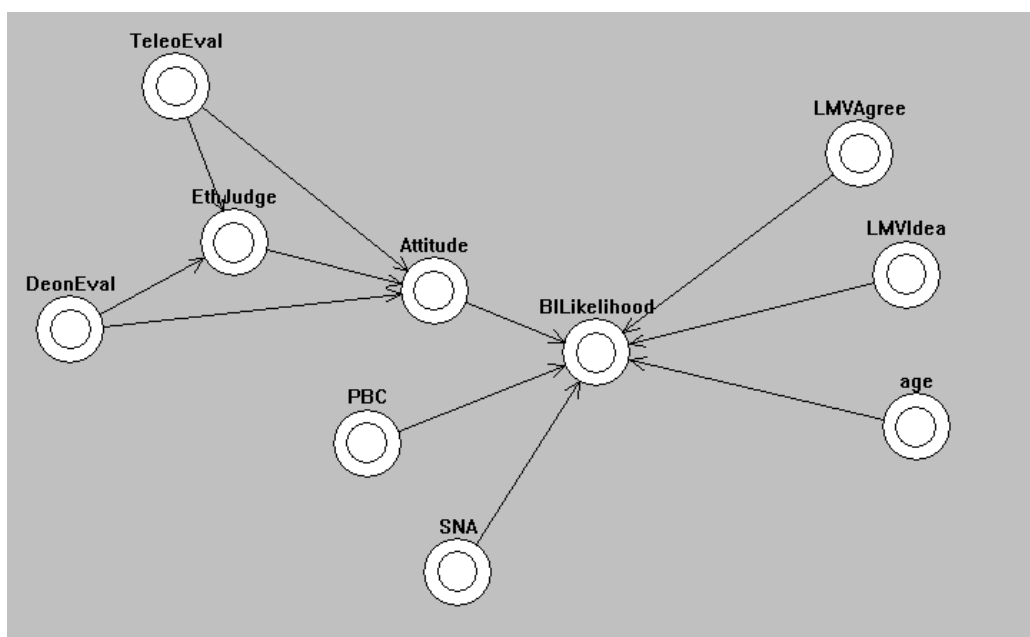 TeleoEval
LMVAgree
EthJudge
LMVIdea
Attitude
DeonEval
BILikelihood
age
PBC
SNA